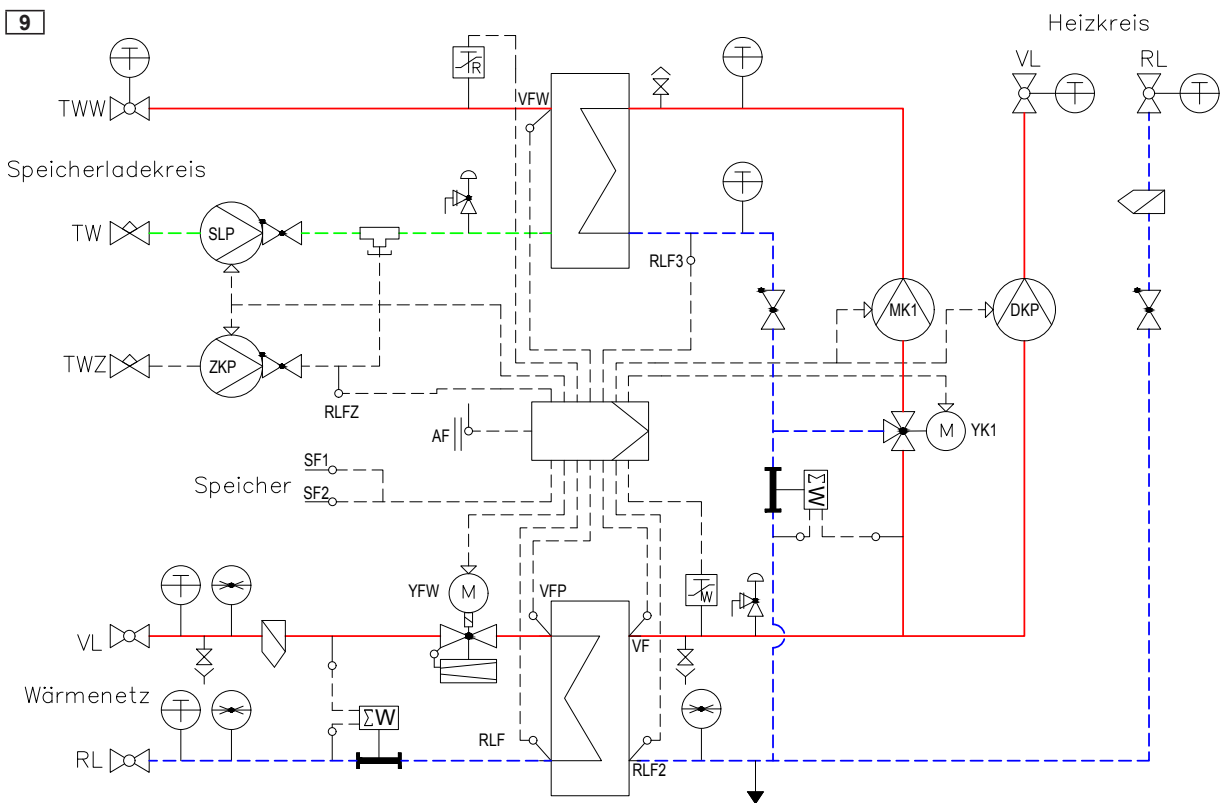 9
Heizkreis
VL
RL
T
T
T
T
R
TWW
VFW
Speicherladekreis
T
TW
SLP
RLF3
MK1
DKP
TWZ
ZKP
RLFZ
AF
M
YK1
SF1
Speicher
SF2
ΣW
YFW
M
VFP
T
W
T
VL
VF
Wärmenetz
T
ΣW
RLF
RL
RLF2